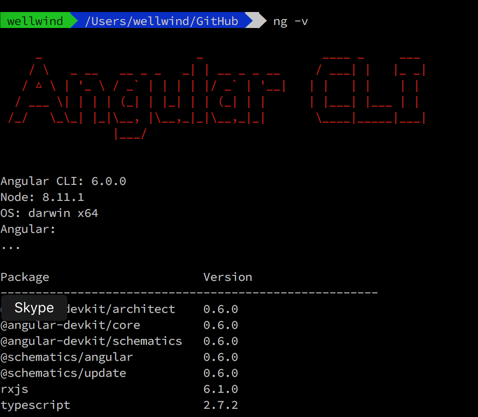 wellwind /Users/wellwind/GitHub ng -v
Angular CLI
Angular CLI: 6.0.0
Node: 8.11.1
OS: darwin x64
Angular:
...
Package Version
------------------------------------------------------
Skype
devkit/architect 0.6.0
@angular-devkit/core 0.6.0
@angular-devkit/schematics 0.6.0
@schematics/angular 0.6.0
@schematics/update 0.6.0
rxjs 6.1.0
typescript 2.7.2